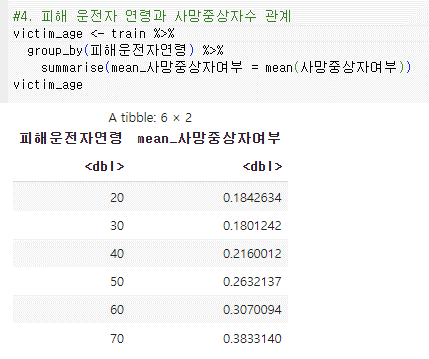 #4. 피해 운전자 연령과 사망중상자수 관계
victim_age <- train %>%
group_by(피해운전자연령) %>%
summarise(mean_사망중상자여부 = mean(사망중상자여부))
victim_age
A tibble: 6 × 2
피해운전자연령 mean_사망중상자여부
<dbl> <dbl>
20 0.1842634
30 0.1801242
40 0.2160012
50 0.2632137
60 0.3070094
70 0.3833140